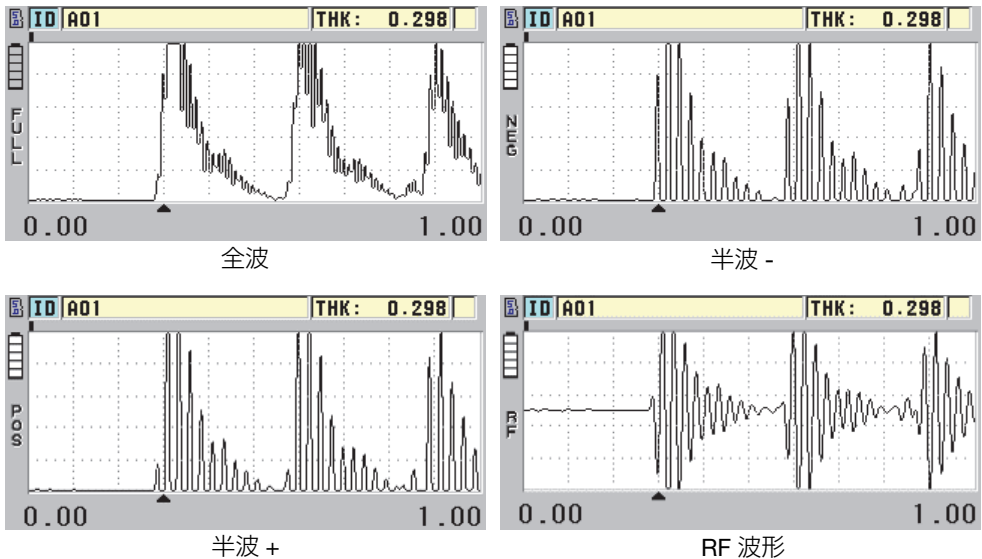 ID A01 THK: 0.298
FULL
0.00 1.00
全波
ID A01 THK: 0.298
NEG
0.00 1.00
半波 -
ID A01 THK: 0.298
POS
0.00 1.00
半波 +
ID A01 THK: 0.298
RF
0.00 1.00
RF 波形